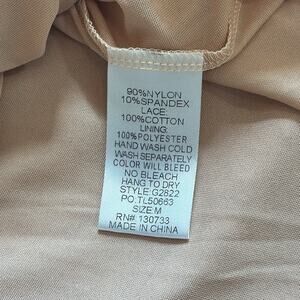 90%NYLON
10%SPANDEX
LACE:
100%COTTON
LINING:
100%POLYESTER
HAND WASH COLD
WASH SEPARATELY
COLOR WILL BLEED
NO BLEACH
HANG TO DRY
STYLE:G2822
PO.TL50663
SIZE:M
RN# 130733
MADE IN CHINA